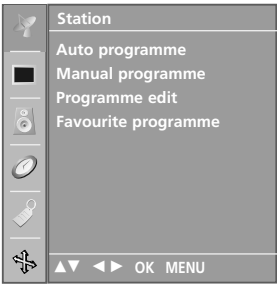 Station
Auto programme
Manual programme
Programme edit
Favourite programme
▲▼ ◄► OK MENU